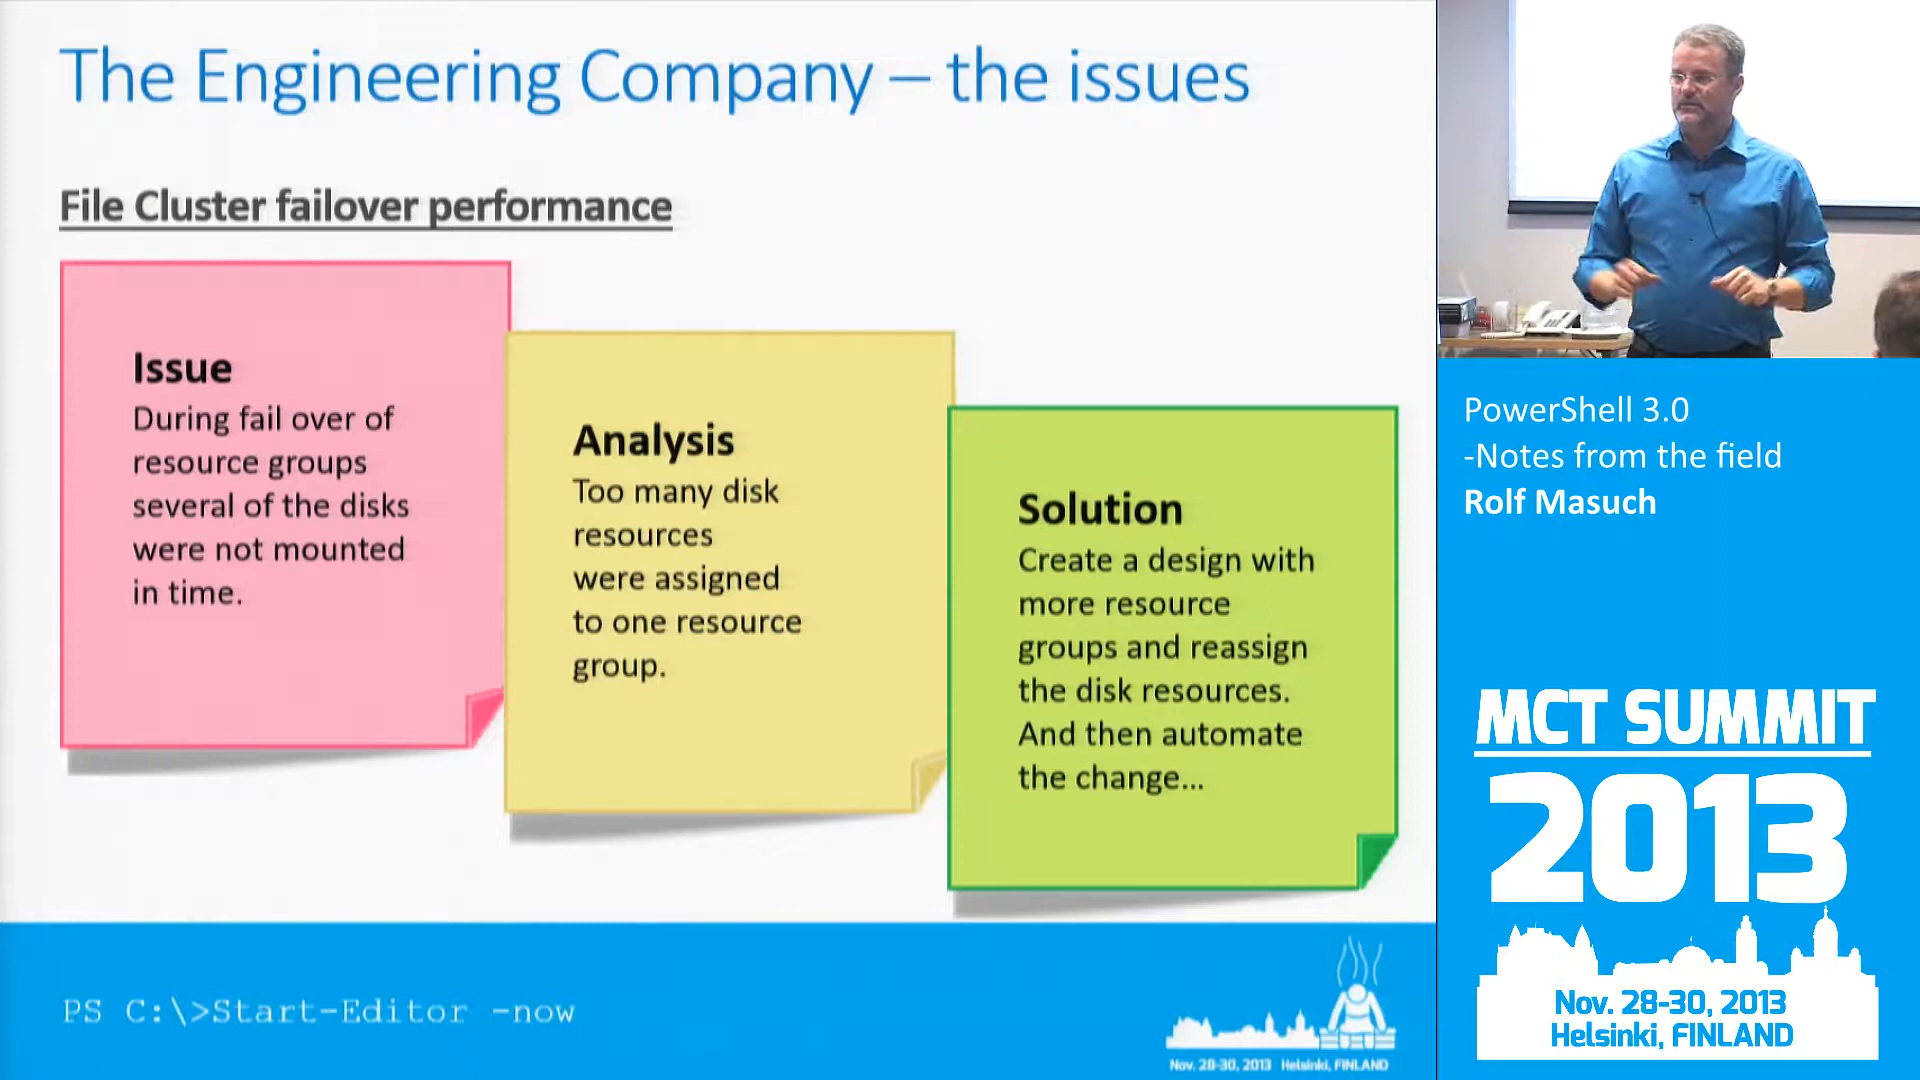 The Engineering Company – the issues
File Cluster failover performance
Issue
During fail over of
resource groups
several of the disks
were not mounted
in time.
Analysis
Too many disk
resources
were assigned
to one resource
group.
Solution
Create a design with
more resource
groups and reassign
the disk resources.
And then automate
the change...
PS C:\>Start-Editor -now
Nov. 28-30, 2013 Helsinki, FINLAND
PowerShell 3.0
-Notes from the field
Rolf Masuch
MCT SUMMIT
2013
Nov. 28-30, 2013
Helsinki, FINLAND